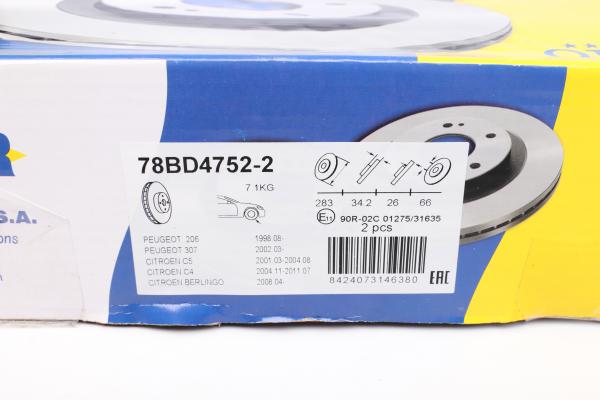 78BD4752-2
7.1KG
283 34.2 26 66
E11 90R-02C 01275/31635
2 pcs
PEUGEOT 206 1998.08-
PEUGEOT 307 2002.03-
CITROEN C5 2001.03-2004.08
CITROEN C4 2004.11-2011.07
CITROEN BERLINGO 2008.04-
8424073146380
EAC
R
S.A.
ons